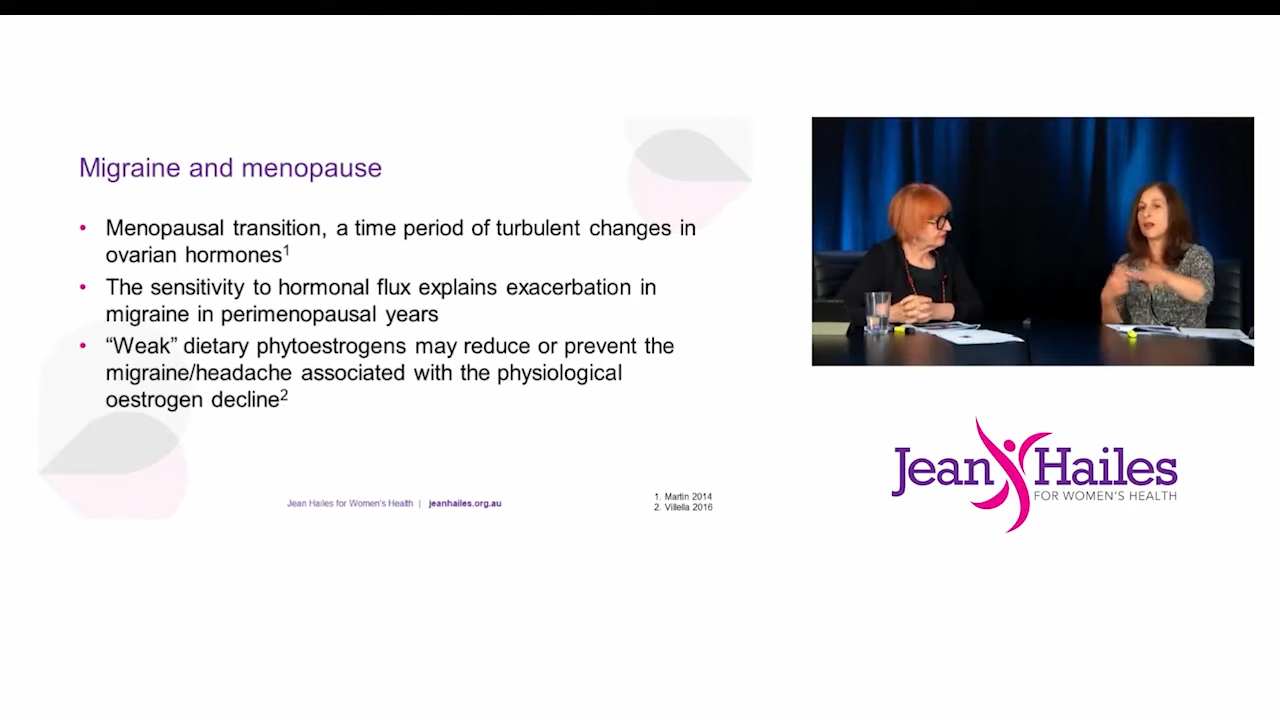 Migraine and menopause
• Menopausal transition, a time period of turbulent changes in
ovarian hormones1
• The sensitivity to hormonal flux explains exacerbation in
migraine in perimenopausal years
• “Weak” dietary phytoestrogens may reduce or prevent the
migraine/headache associated with the physiological
oestrogen decline2
Jean Hailes for Women's Health | jeanhailes.org.au
1. Martin 2014
2. Villella 2016
Jean Hailes
FOR WOMEN'S HEALTH